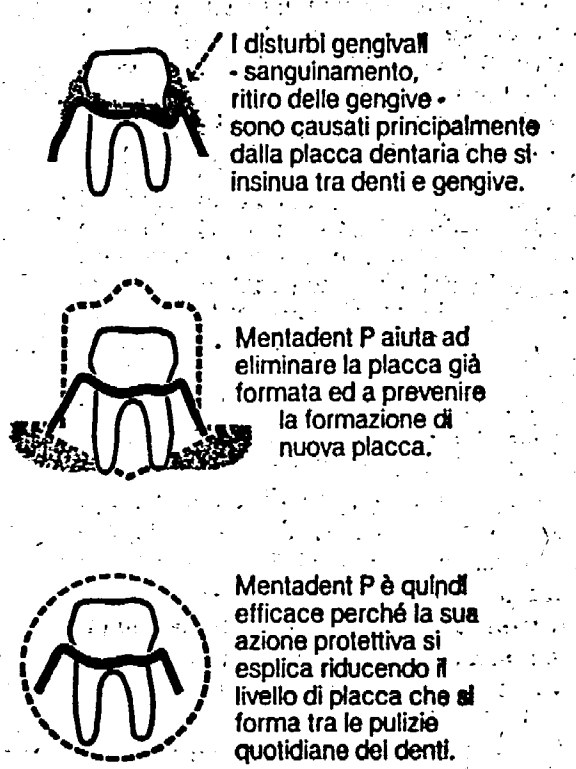 I disturbi gengivali
- sanguinamento,
ritiro delle gengive -
sono causati principalmente
dalla placca dentaria che si
insinua tra denti e gengive.
Mentadent P aiuta ad
eliminare la placca già
formata ed a prevenire
la formazione di
nuova placca.
Mentadent P è quindi
efficace perché la sua
azione protettiva si
esplica riducendo il
livello di placca che si
forma tra le pulizie
quotidiane dei denti.